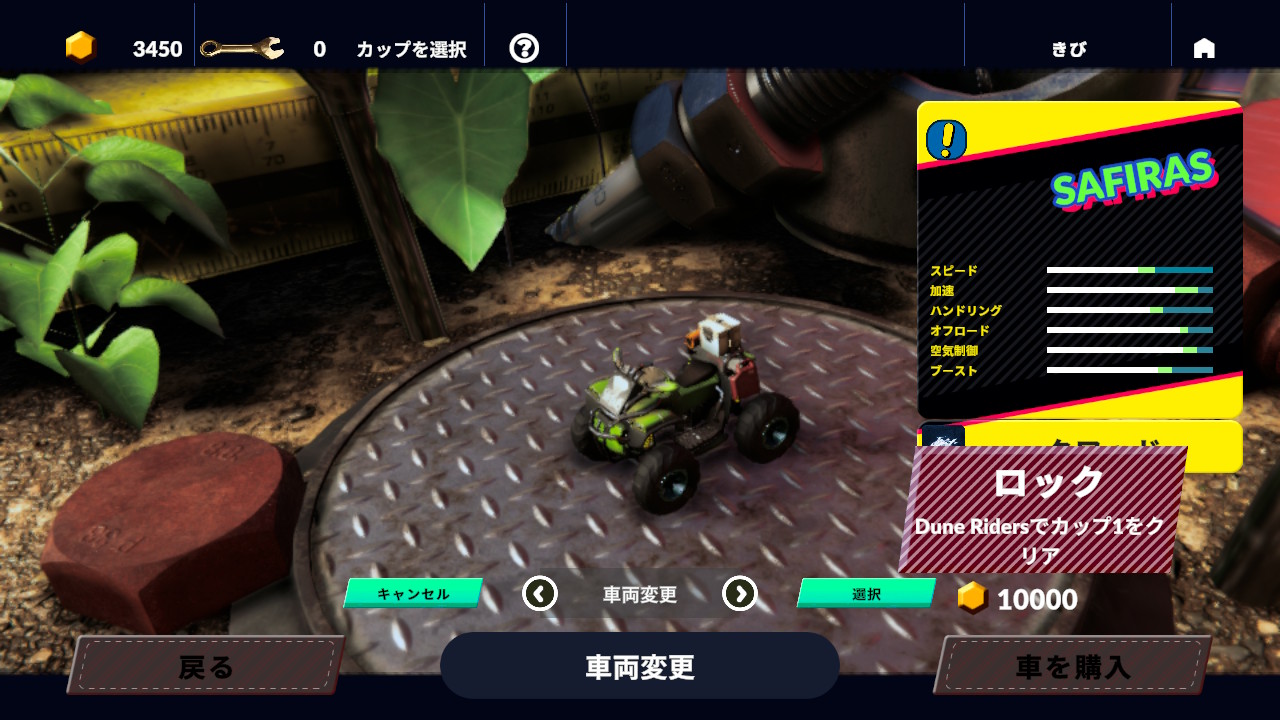 3450
0
カップを選択
きび
SAFIRAS
スピード
加速
ハンドリング
オフロード
空気制御
ブースト
ロック
Dune Ridersでカップ1をク
リア
キャンセル
車両変更
選択
10000
戻る
車両変更
車を購入